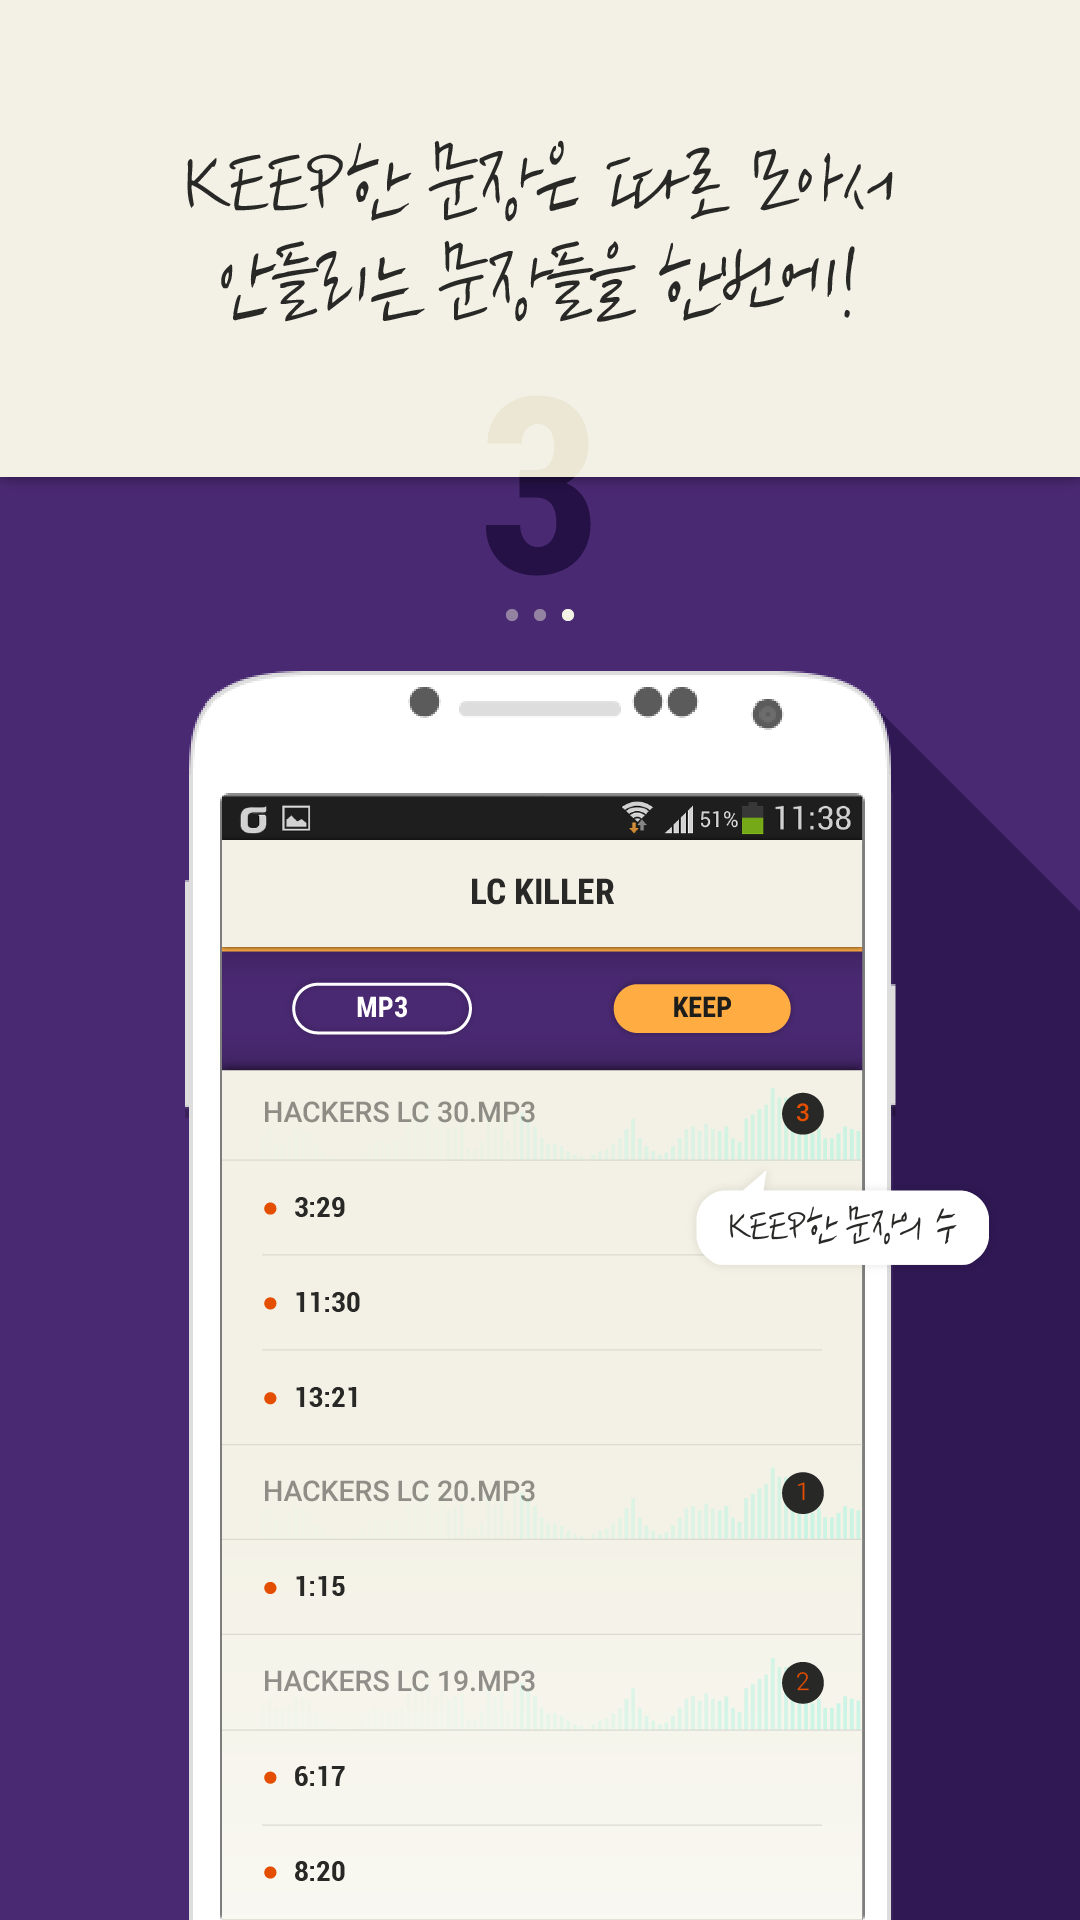 KEEP한 문장은 따로 모아서
안들리는 문장들을 한번에!
3
51% 11:38
LC KILLER
MP3 KEEP
HACKERS LC 30.MP3 3
3:29
KEEP한 문장의 수
11:30
13:21
HACKERS LC 20.MP3 1
1:15
HACKERS LC 19.MP3 2
6:17
8:20